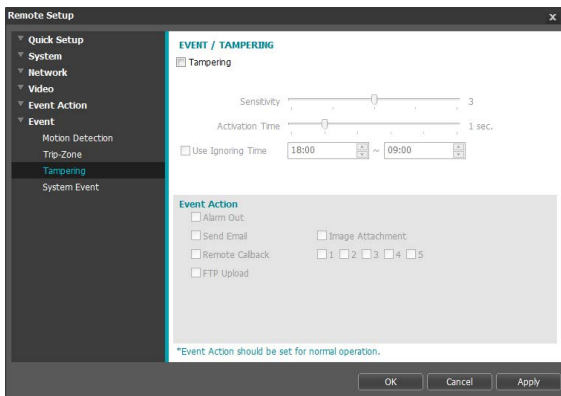 Remote Setup x
Quick Setup
System
Network
Video
Event Action
Event
Motion Detection
Trip-Zone
Tampering
System Event
EVENT / TAMPERING
Tampering
Sensitivity 3
Activation Time 1 sec.
Use Ignoring Time 18:00 ~ 09:00
Event Action
Alarm Out
Send Email Image Attachment
Remote Callback 1 2 3 4 5
FTP Upload
*Event Action should be set for normal operation.
OK Cancel Apply